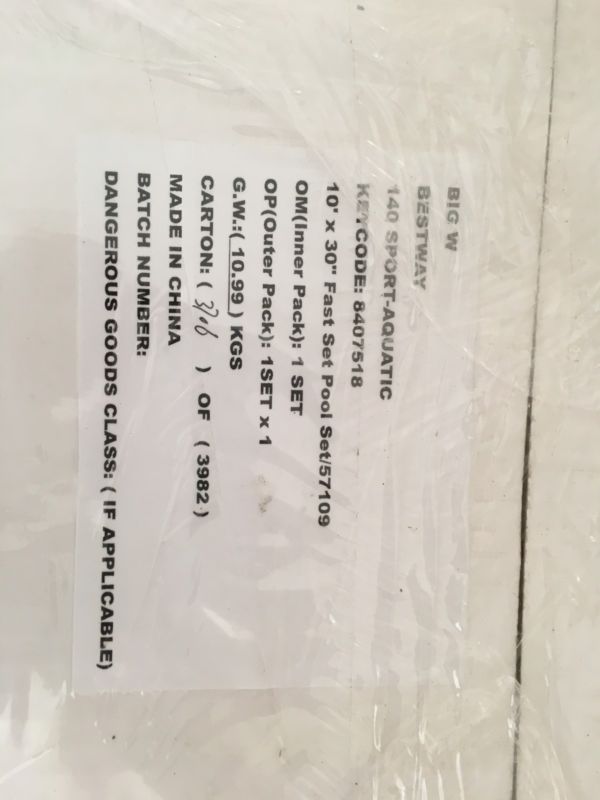 BIG W
BESTWAY
140 SPORT-AQUATIC
KEYCODE: 8407518
10' x 30" Fast Set Pool Set/57109
OM(Inner Pack): 1 SET
OP(Outer Pack): 1SET x 1
G.W.:( 10.99 ) KGS
CARTON: ( ) OF ( 3982 )
MADE IN CHINA
BATCH NUMBER:
DANGEROUS GOODS CLASS: ( IF APPLICABLE)